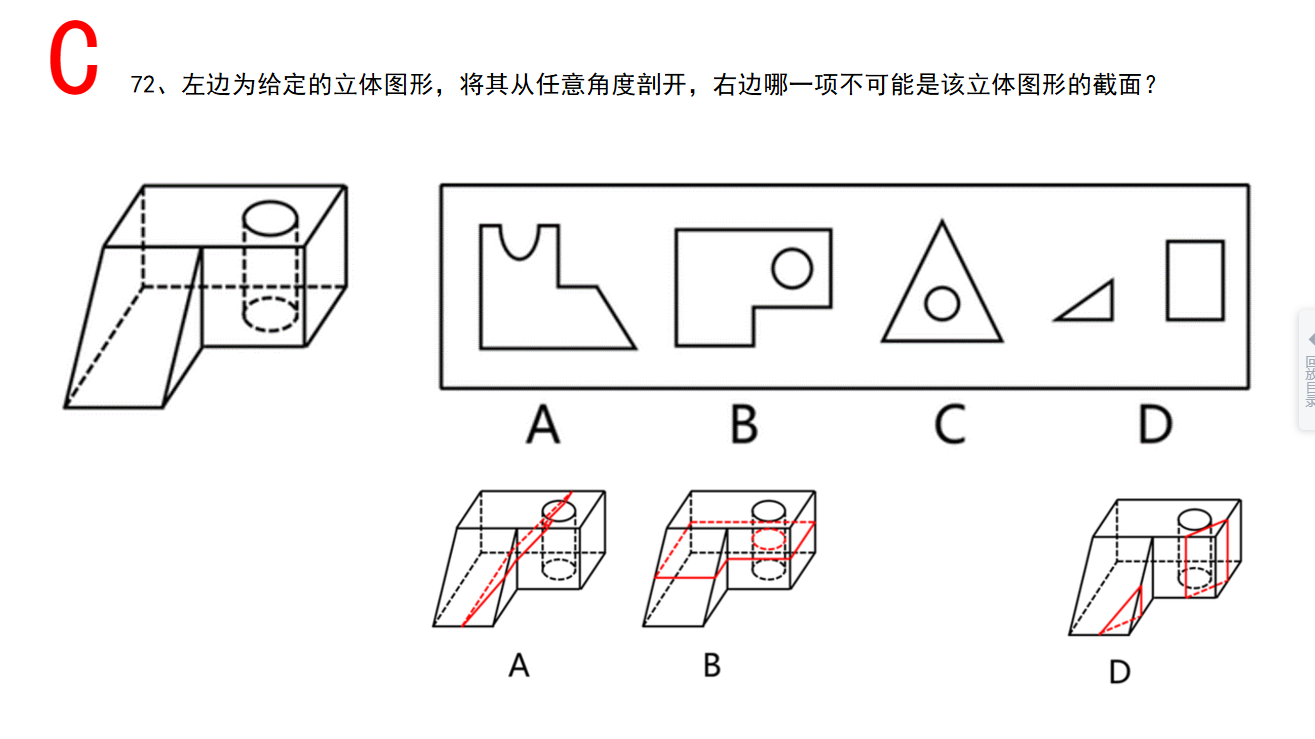 C
72、左边为给定的立体图形，将其从任意角度剖开，右边哪一项不可能是该立体图形的截面？
A B C D
A B D
回放目录